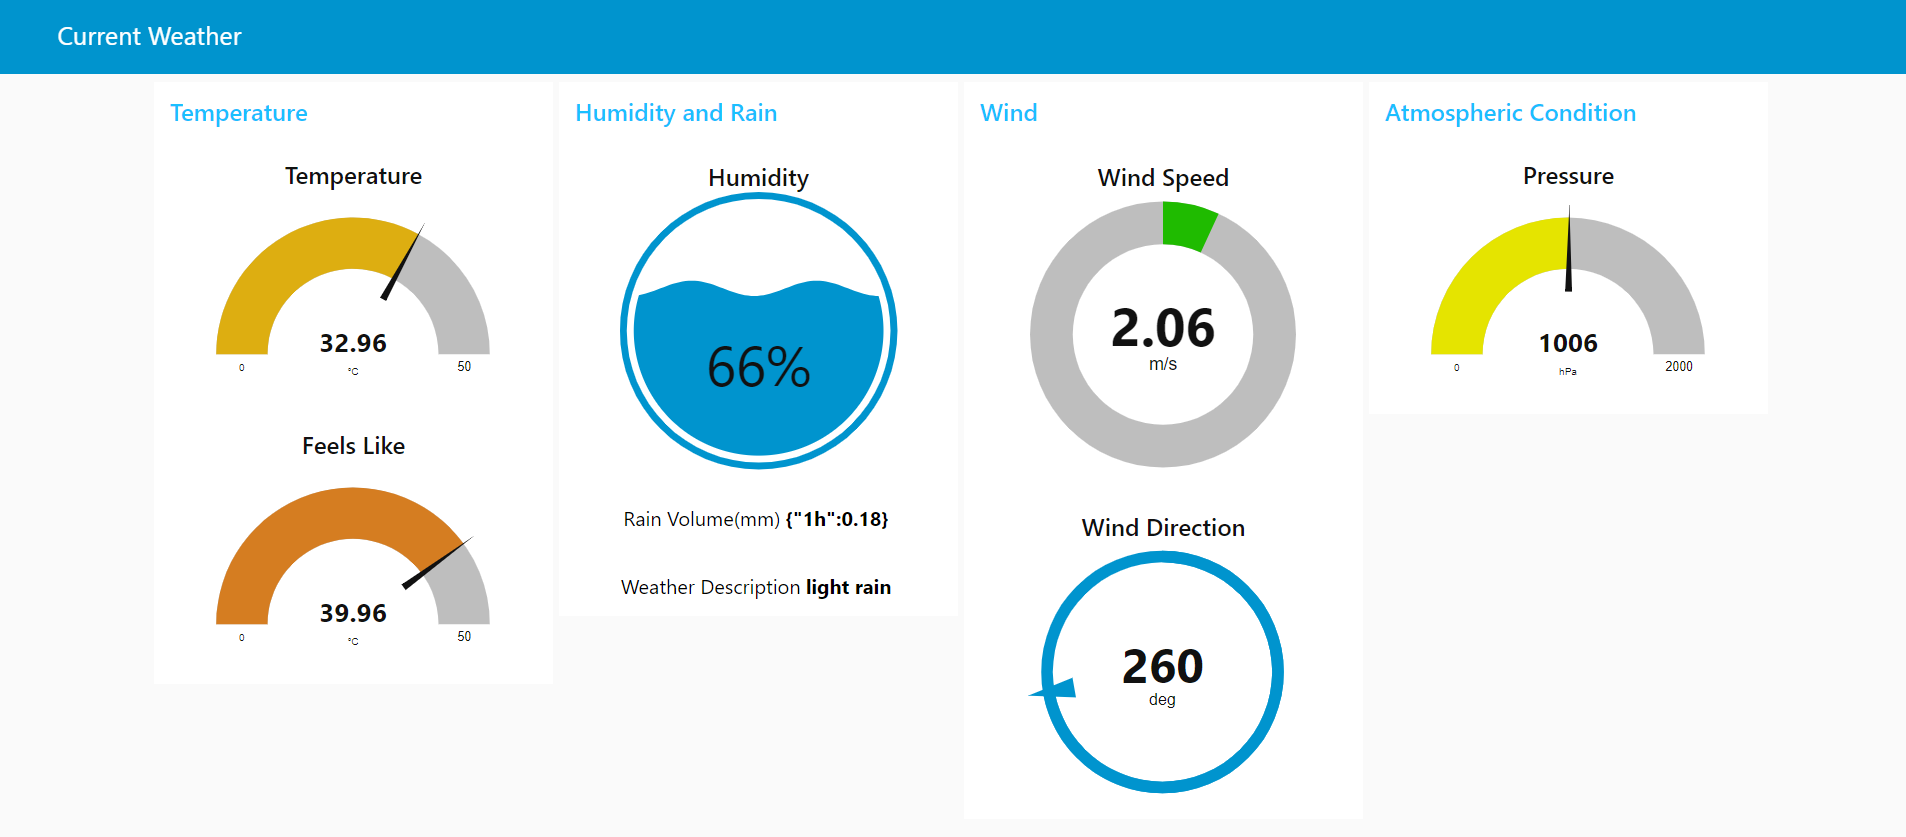 Current Weather
Temperature
Temperature
32.96
°C
0
50
Feels Like
39.96
°C
0
50
Humidity and Rain
Humidity
66%
Rain Volume(mm) {"1h":0.18}
Weather Description light rain
Wind
Wind Speed
2.06
m/s
Wind Direction
260
deg
Atmospheric Condition
Pressure
1006
hPa
0
2000